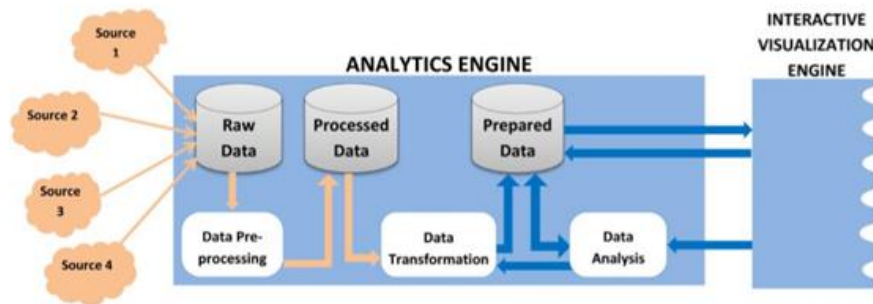 Source
1
Source 2
Source
3
Source 4
ANALYTICS ENGINE
Raw
Data
Processed
Data
Prepared
Data
Data Pre-
processing
Data
Transformation
Data
Analysis
INTERACTIVE
VISUALIZATION
ENGINE